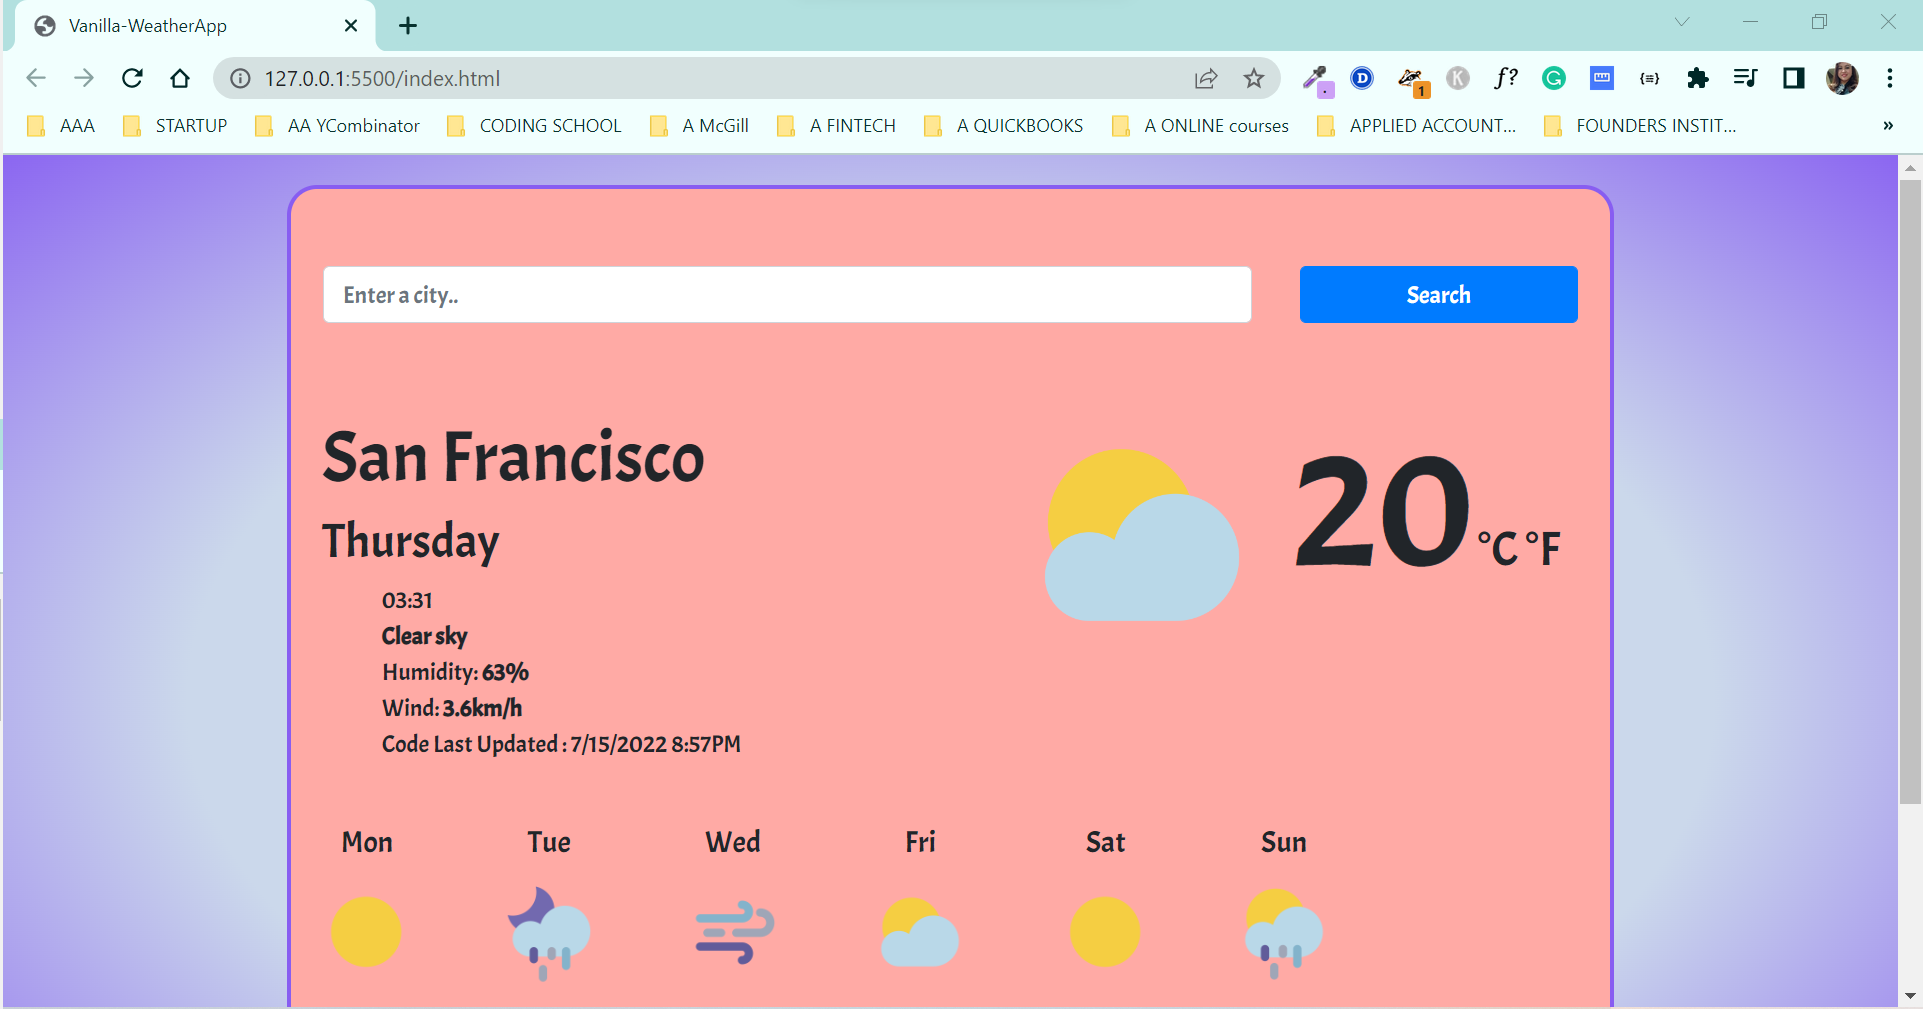 Vanilla-WeatherApp
127.0.0.1:5500/index.html
D 1 K f? G {≡}
AAA STARTUP AA YCombinator CODING SCHOOL A McGill A FINTECH A QUICKBOOKS A ONLINE courses APPLIED ACCOUNT... FOUNDERS INSTIT... »
Enter a city.. Search
San Francisco
20 °C °F
Thursday
03:31
Clear sky
Humidity: 63%
Wind: 3.6km/h
Code Last Updated : 7/15/2022 8:57PM
Mon Tue Wed Fri Sat Sun